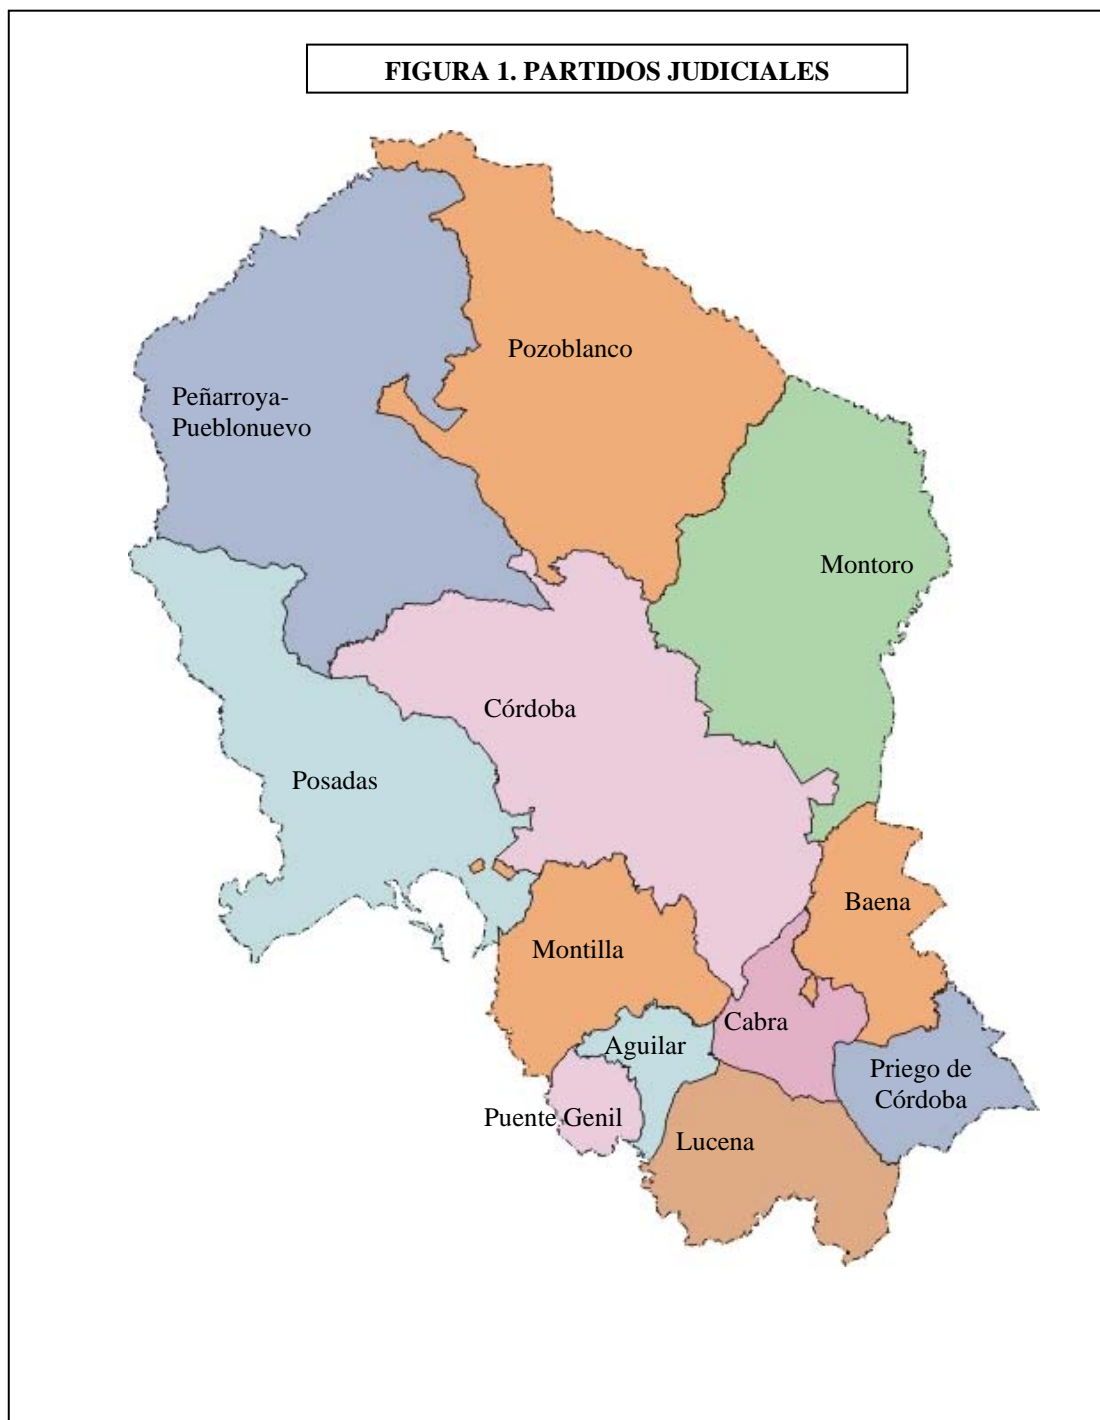 FIGURA 1. PARTIDOS JUDICIALES
Pozoblanco
Peñarroya-
Pueblonuevo
Montoro
Córdoba
Posadas
Baena
Montilla
Cabra
Aguilar
Priego de
Córdoba
Puente Genil
Lucena